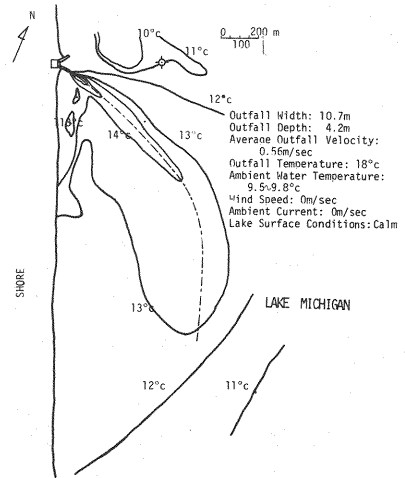 N
10°c
0 200 m
100
11°c
12°c
Outfall Width: 10.7m
Outfall Depth: 4.2m
Average Outfall Velocity:
0.56m/sec
Outfall Temperature: 18°c
Ambient Water Temperature:
9.5~9.8°c
Wind Speed: 0m/sec
Ambient Current: 0m/sec
Lake Surface Conditions: Calm
14°c
13°c
SHORE
LAKE MICHIGAN
13°c
12°c
11°c